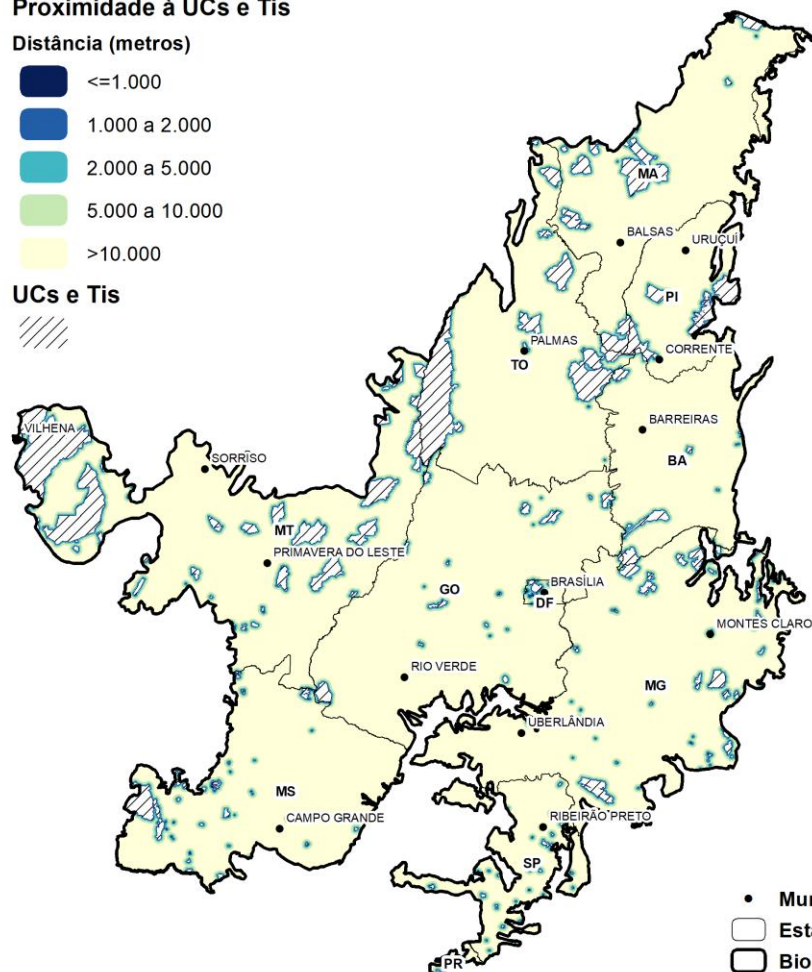 Proximidade à UCs e Tis
Distância (metros)
<=1.000
1.000 a 2.000
2.000 a 5.000
5.000 a 10.000
>10.000
UCs e Tis
MA
BALSAS
URUÇUÍ
PI
PALMAS
TO
CORRENTE
VILHENA
BARREIRAS
SORRISO
BA
MT
PRIMAVERA DO LESTE
GO
BRASÍLIA
DF
MONTES CLARO
RIO VERDE
MG
UBERLÂNDIA
MS
CAMPO GRANDE
RIBEIRÃO PRETO
SP
Mun
Esta
Bio
PR